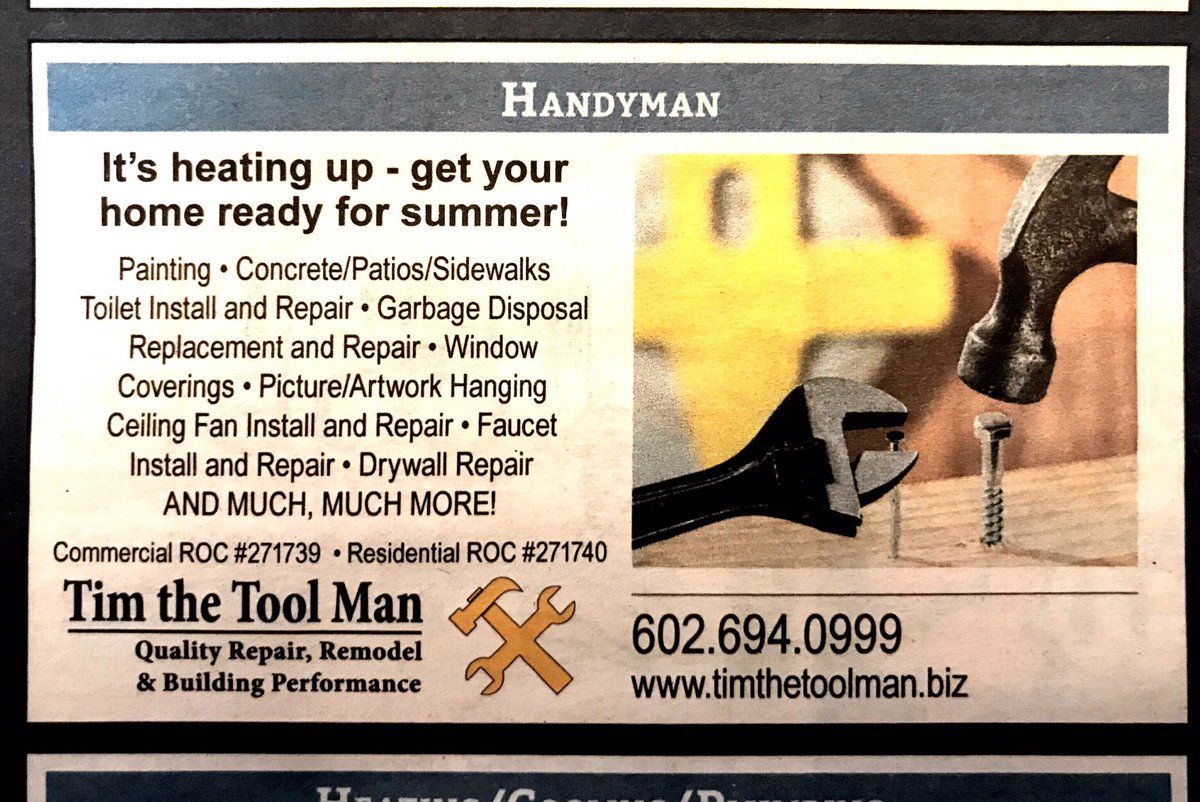 HANDYMAN
It's heating up - get your
home ready for summer!
Painting • Concrete/Patios/Sidewalks
Toilet Install and Repair • Garbage Disposal
Replacement and Repair • Window
Coverings • Picture/Artwork Hanging
Ceiling Fan Install and Repair • Faucet
Install and Repair • Drywall Repair
AND MUCH, MUCH MORE!
Commercial ROC #271739 • Residential ROC #271740
Tim the Tool Man
Quality Repair, Remodel
& Building Performance
602.694.0999
www.timthetoolman.biz
HEATING/COOLING/PLUMBING